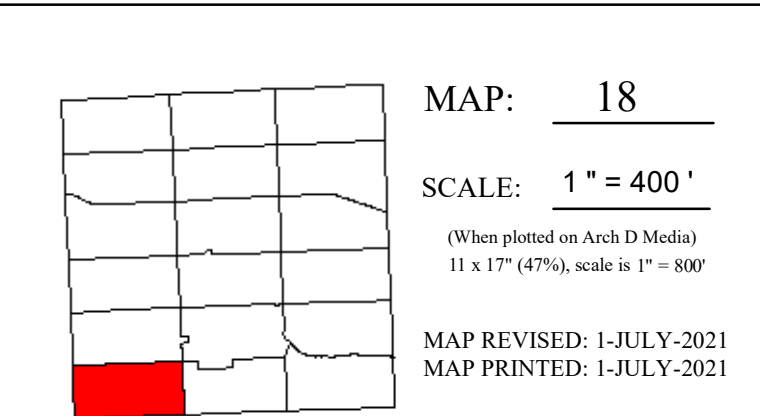 MAP: 18
SCALE: 1 " = 400 '
(When plotted on Arch D Media)
11 x 17" (47%), scale is 1" = 800'
MAP REVISED: 1-JULY-2021
MAP PRINTED: 1-JULY-2021